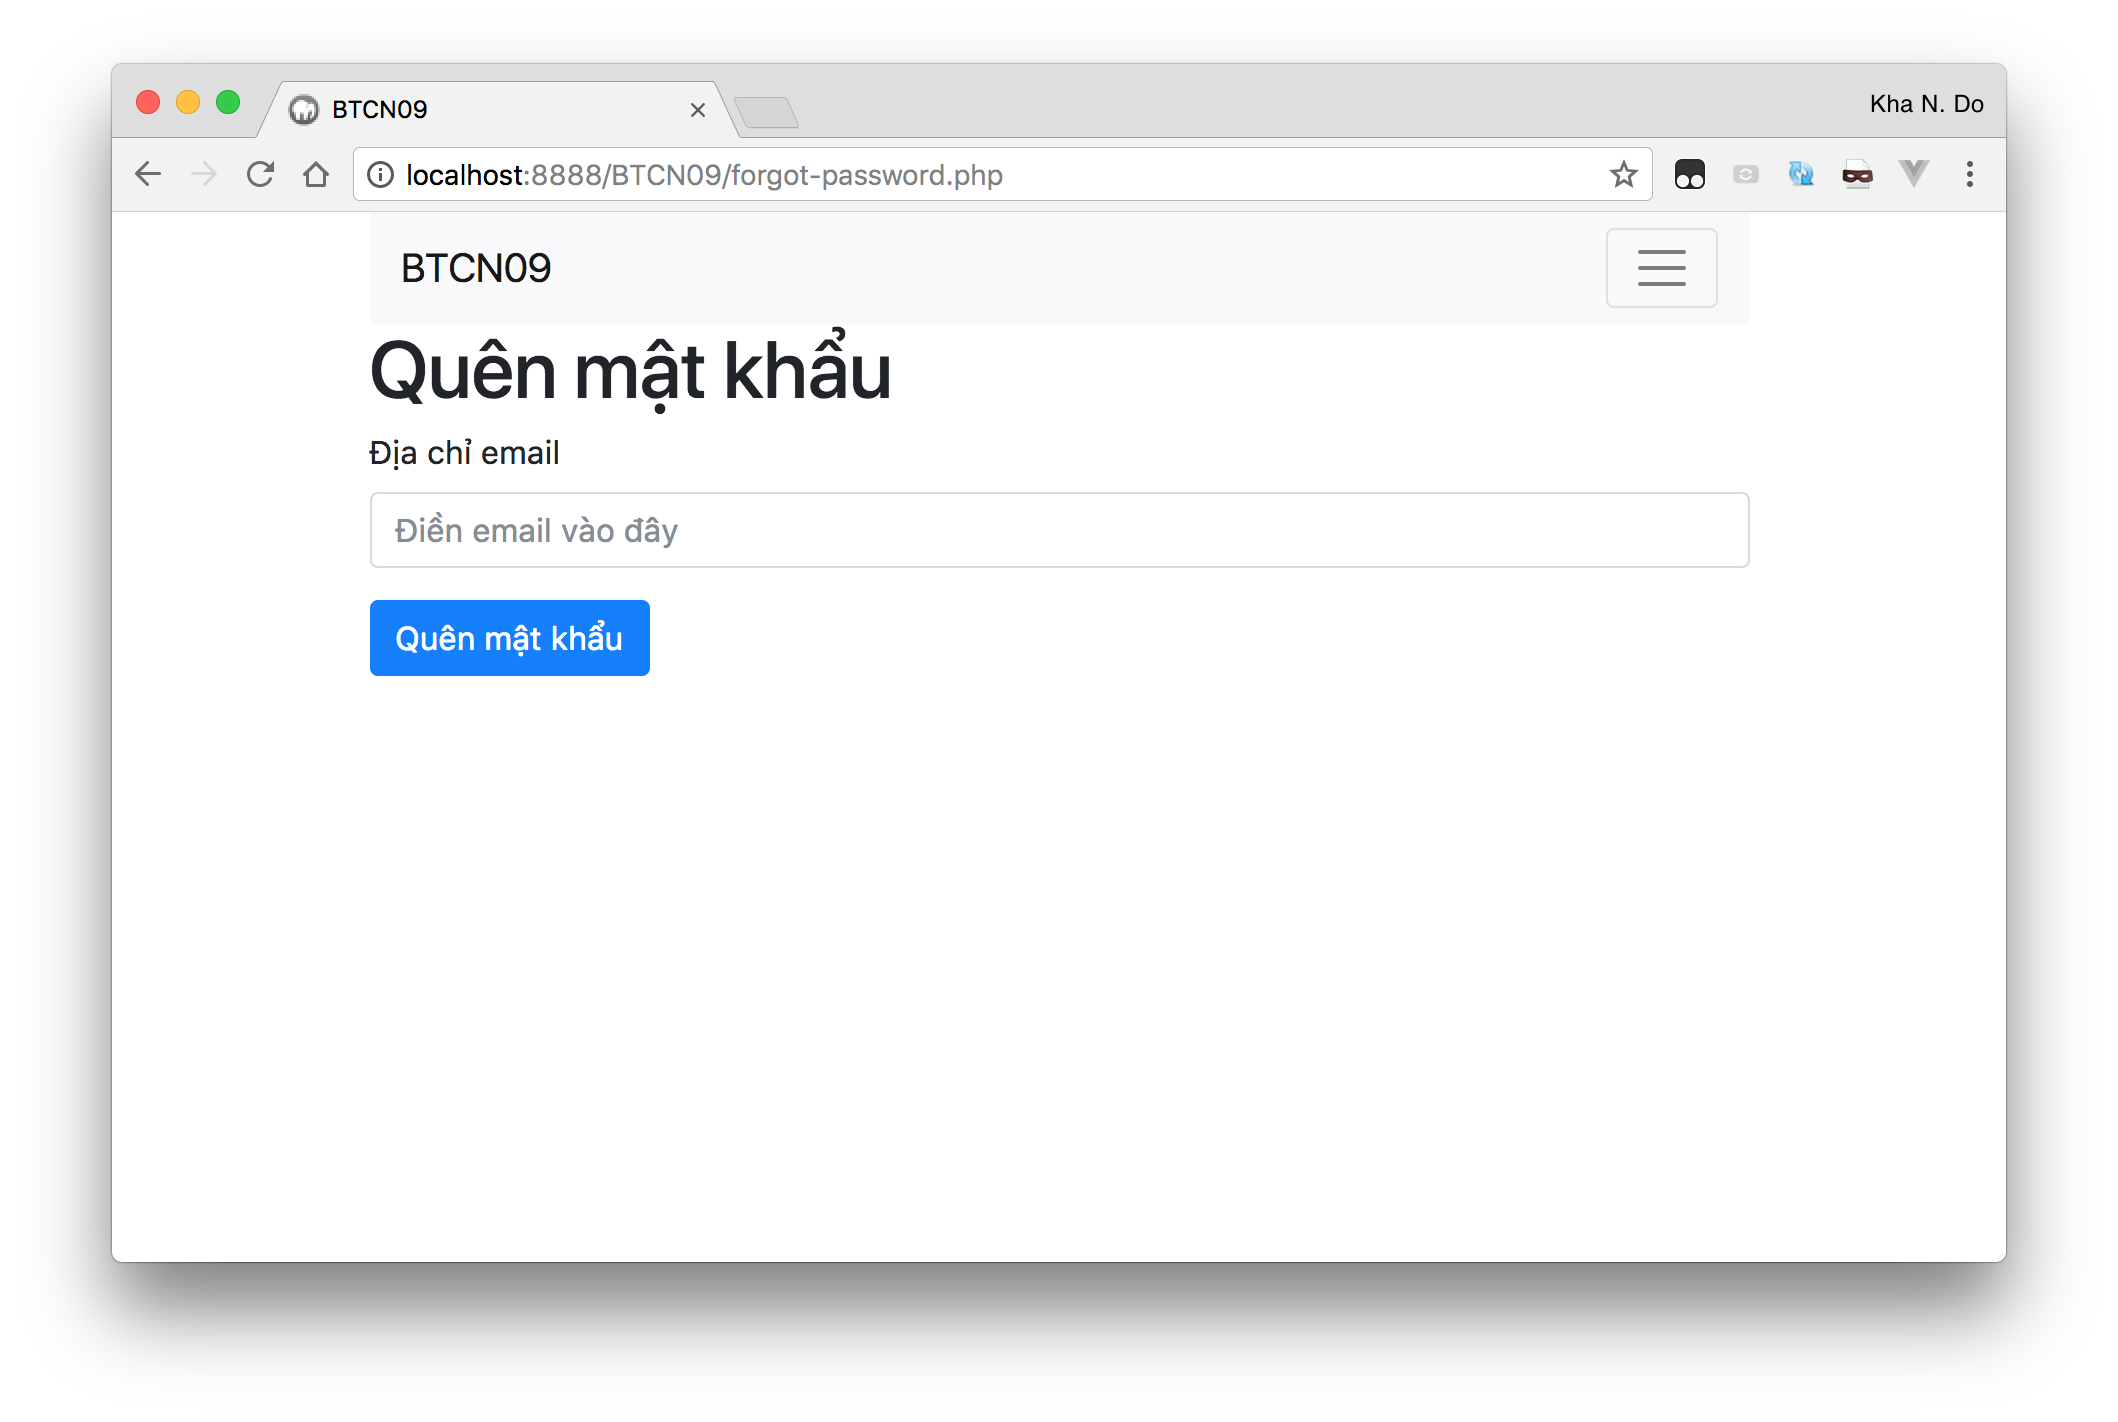 BTCN09
Kha N. Do
localhost:8888/BTCN09/forgot-password.php
BTCN09
Quên mật khẩu
Địa chỉ email
Điền email vào đây
Quên mật khẩu